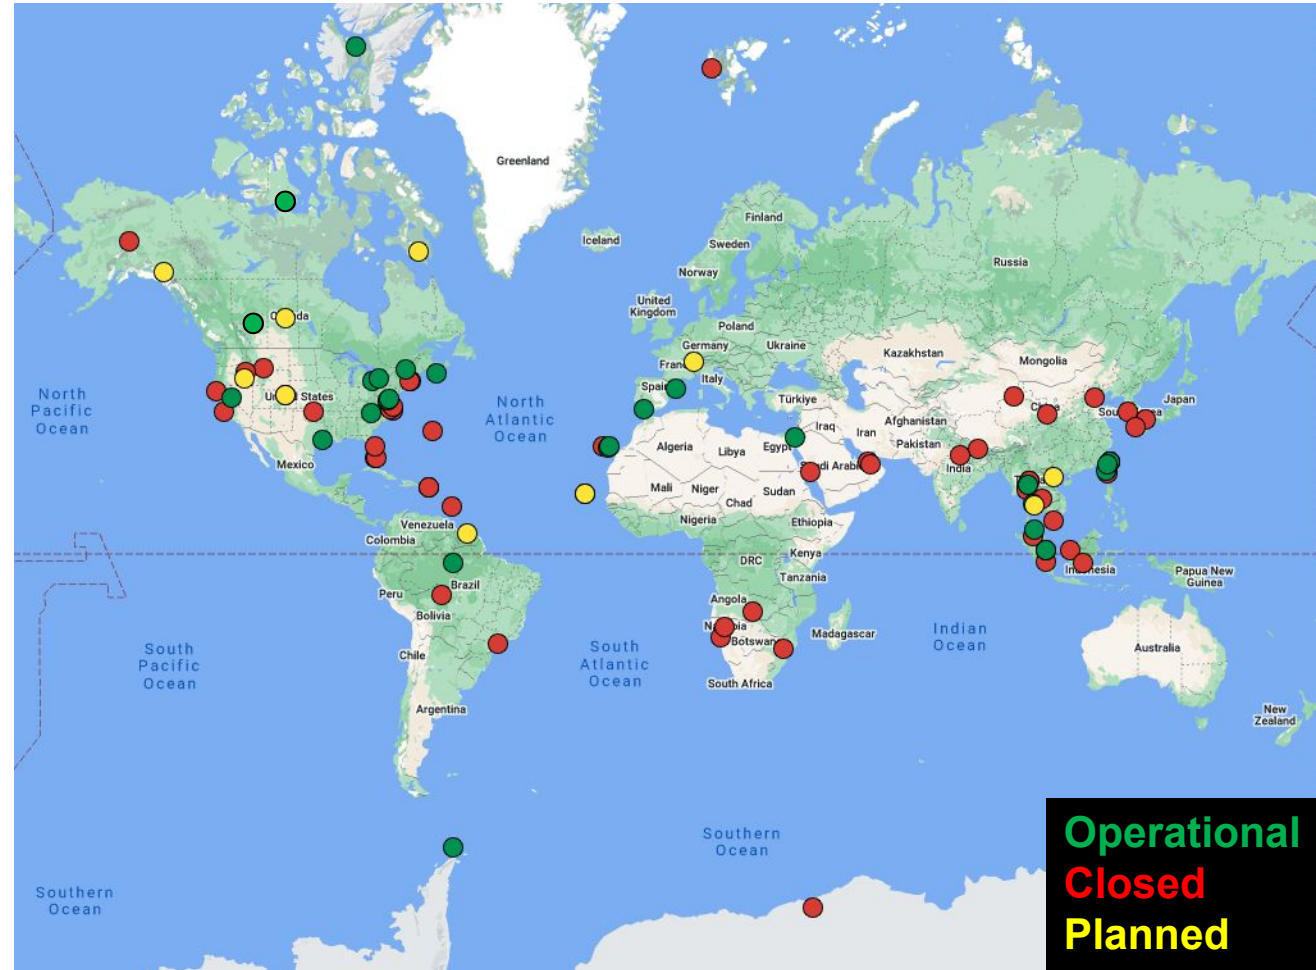 Greenland
Finland
Iceland
Sweden
Russia
Norway
United
Kingdom
Poland
Germany
Ukraine
Kazakhstan
Mongolia
North
Pacific
Ocean
United States
North
Atlantic
Ocean
Italy
Türkiye
Japan
Iraq
Iran
Afghanistan
Pakistan
India
Algeria
Libya
Egypt
Mexico
Mali
Niger
Chad
Sudan
Nigeria
Ethiopia
Venezuela
Colombia
DRC
Kenya
Tanzania
Indonesia
Papua New
Guinea
Peru
Brazil
Bolivia
Angola
Botswana
Madagascar
Indian
Ocean
South
Pacific
Ocean
South
Atlantic
Ocean
Chile
Argentina
South Africa
Australia
New
Zealand
Southern
Ocean
Southern
Ocean
Operational
Closed
Planned